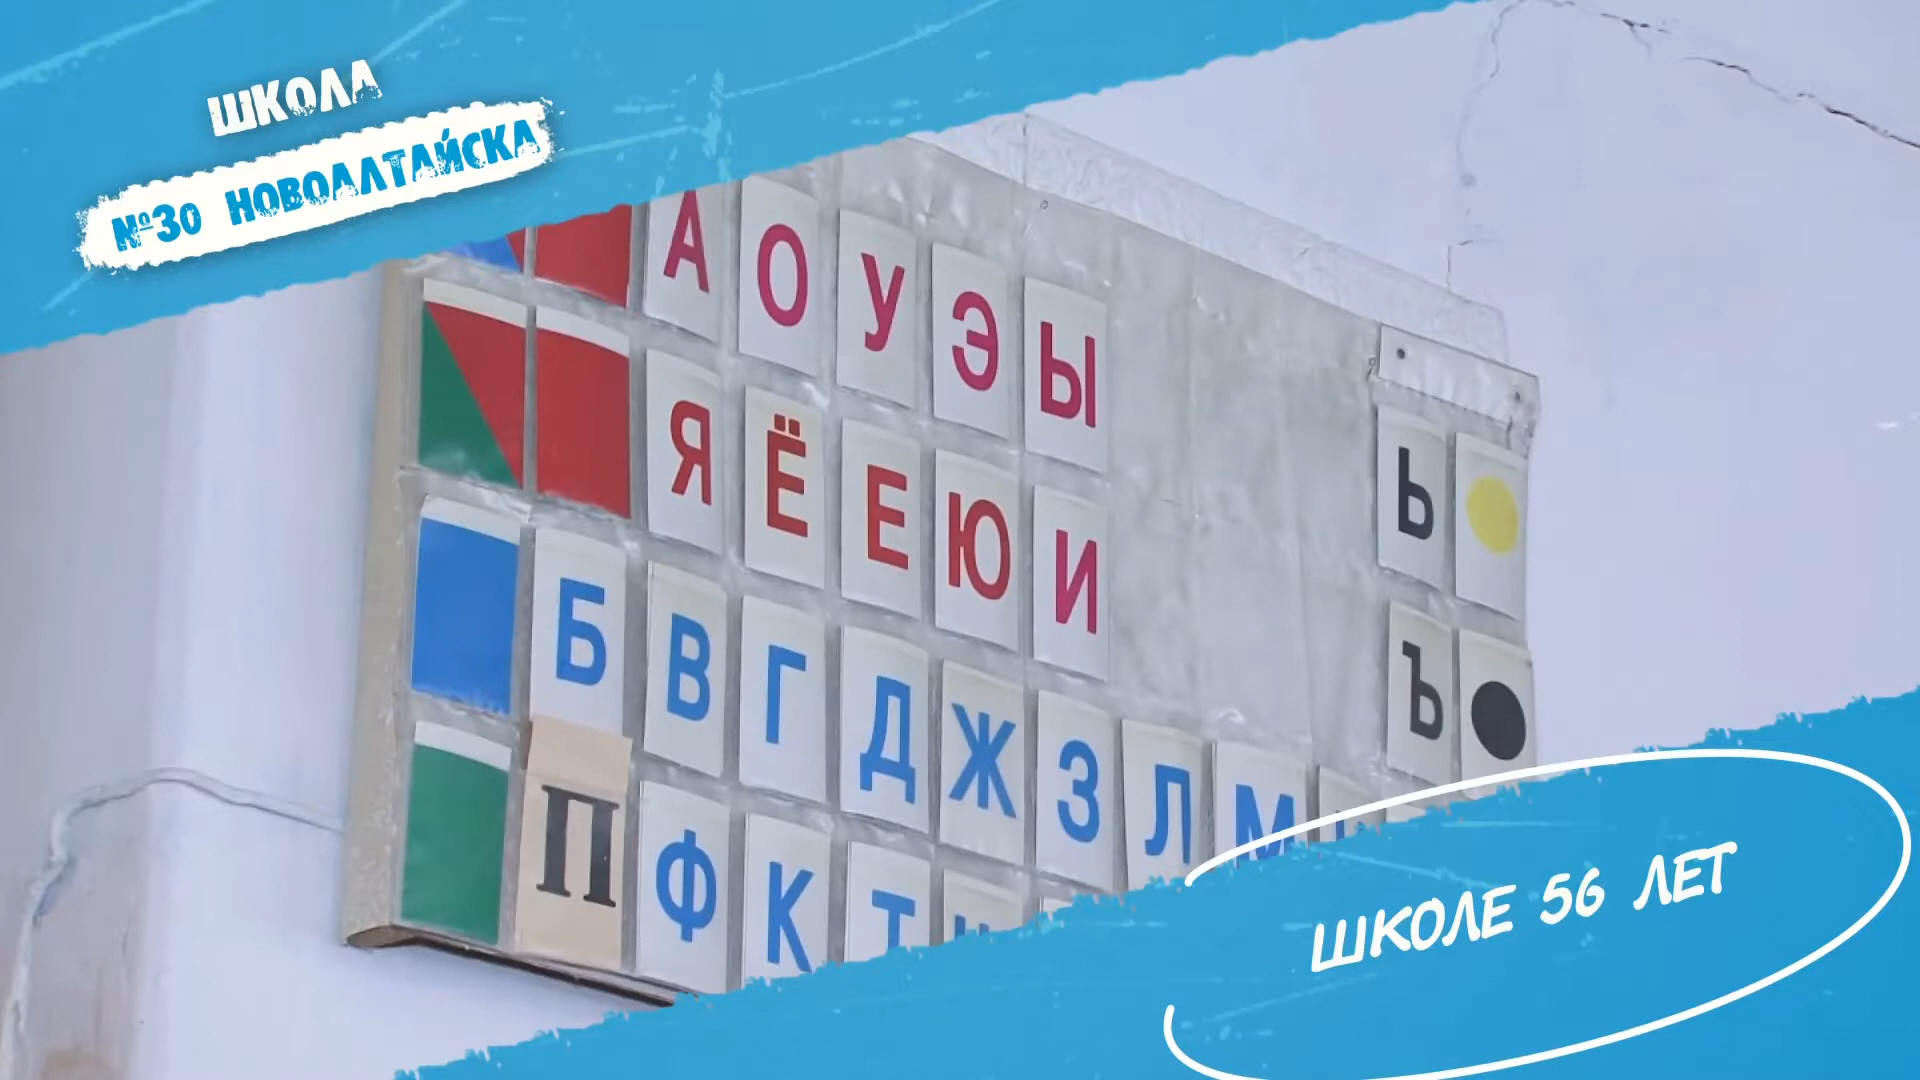 ШКОЛА
№30 НОВОАЛТАЙСКА
А О У Э Ы
Я Ё Е Ю И
Ь
Б В Г Д Ж З Л М
Ъ
П Ф К Т
ШКОЛЕ 56 ЛЕТ